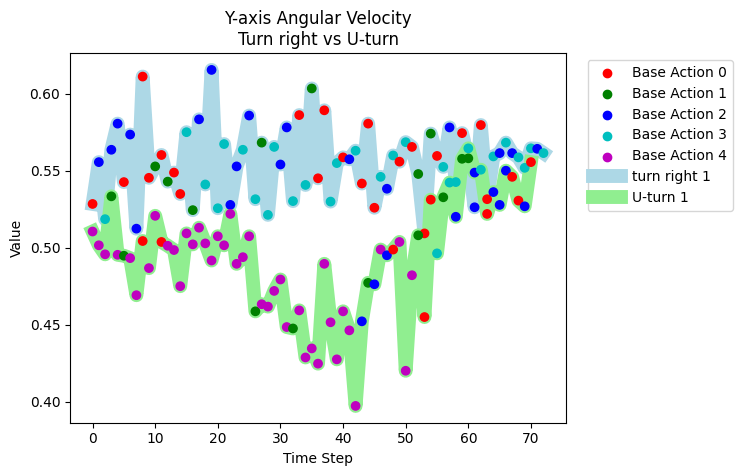 Y-axis Angular Velocity
Turn right vs U-turn
Value
0.60
0.55
0.50
0.45
0.40
0 10 20 30 40 50 60 70
Time Step
Base Action 0
Base Action 1
Base Action 2
Base Action 3
Base Action 4
turn right 1
U-turn 1